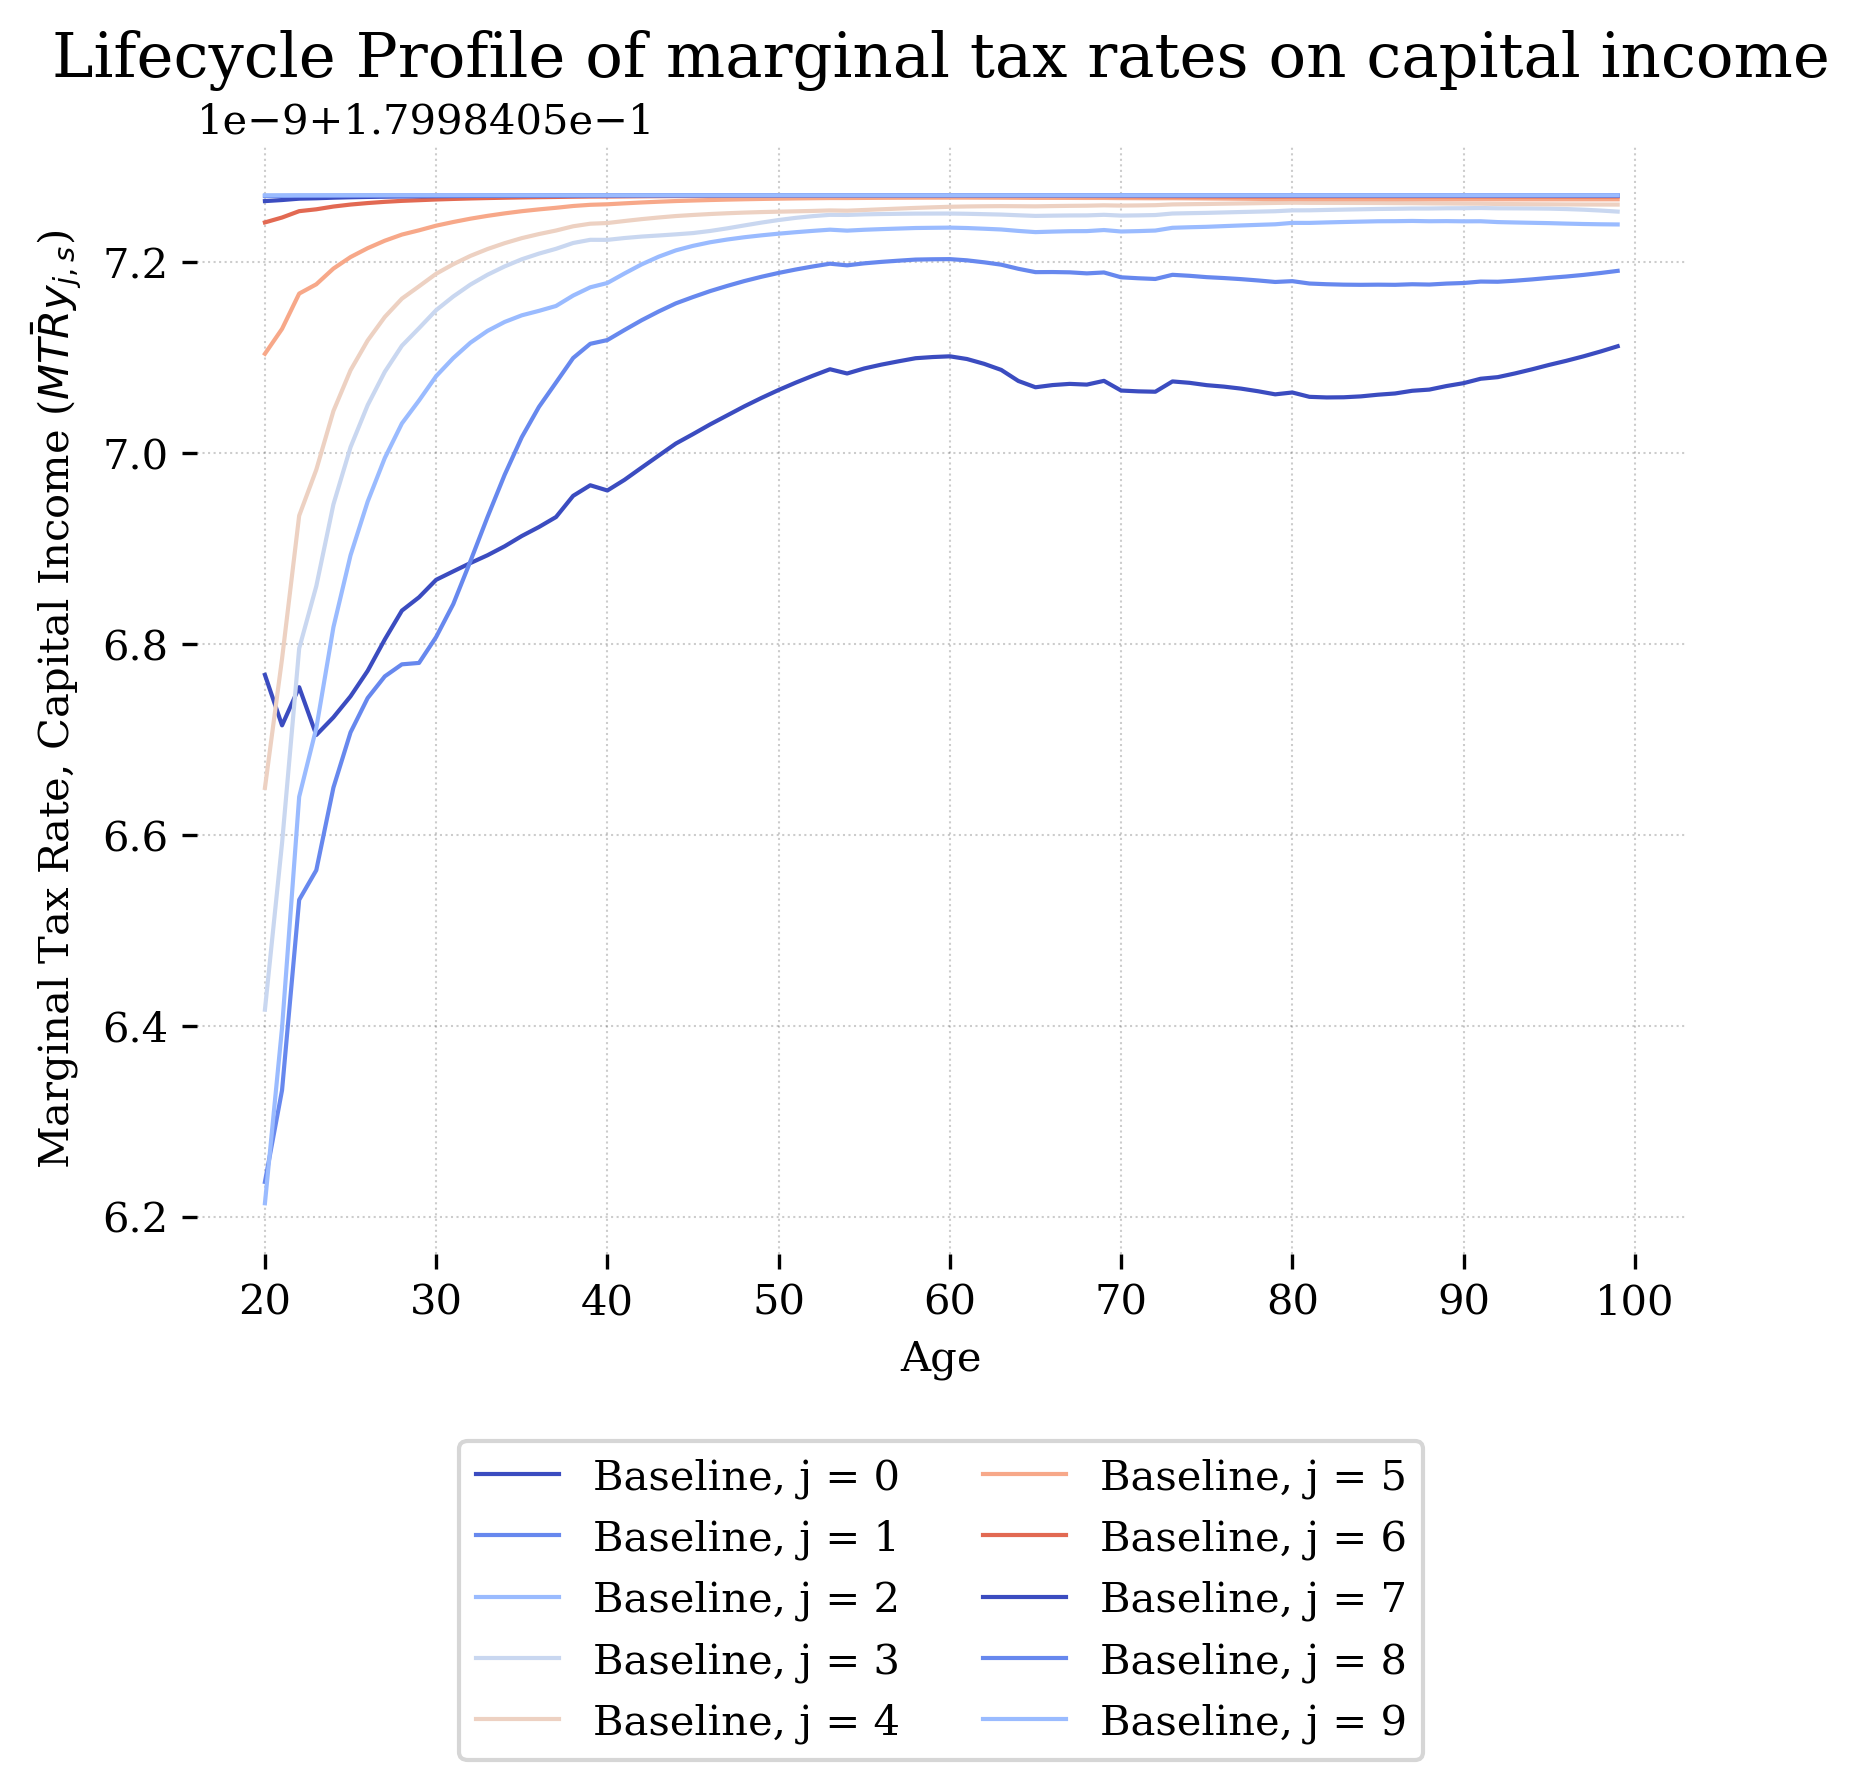 Lifecycle Profile of marginal tax rates on capital income
1e−9+1.7998405e−1
Marginal Tax Rate, Capital Income (MT̄Ry_{j,s})
7.2
7.0
6.8
6.6
6.4
6.2
20 30 40 50 60 70 80 90 100
Age
Baseline, j = 0
Baseline, j = 1
Baseline, j = 2
Baseline, j = 3
Baseline, j = 4
Baseline, j = 5
Baseline, j = 6
Baseline, j = 7
Baseline, j = 8
Baseline, j = 9